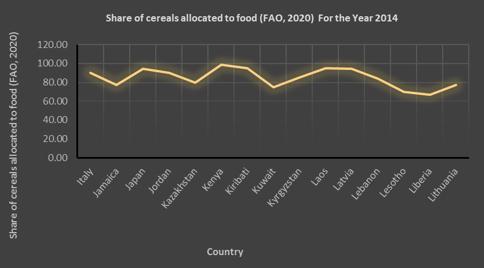 Share of cereals allocated to food (FAO, 2020)  For the Year 2014
Share of cereals allocated to food (FAO, 2020)
120.00
100.00
80.00
60.00
40.00
20.00
0.00
Italy
Jamaica
Japan
Jordan
Kazakhstan
Kenya
Kiribati
Kuwait
Kyrgyzstan
Laos
Latvia
Lebanon
Lesotho
Liberia
Lithuania
Country